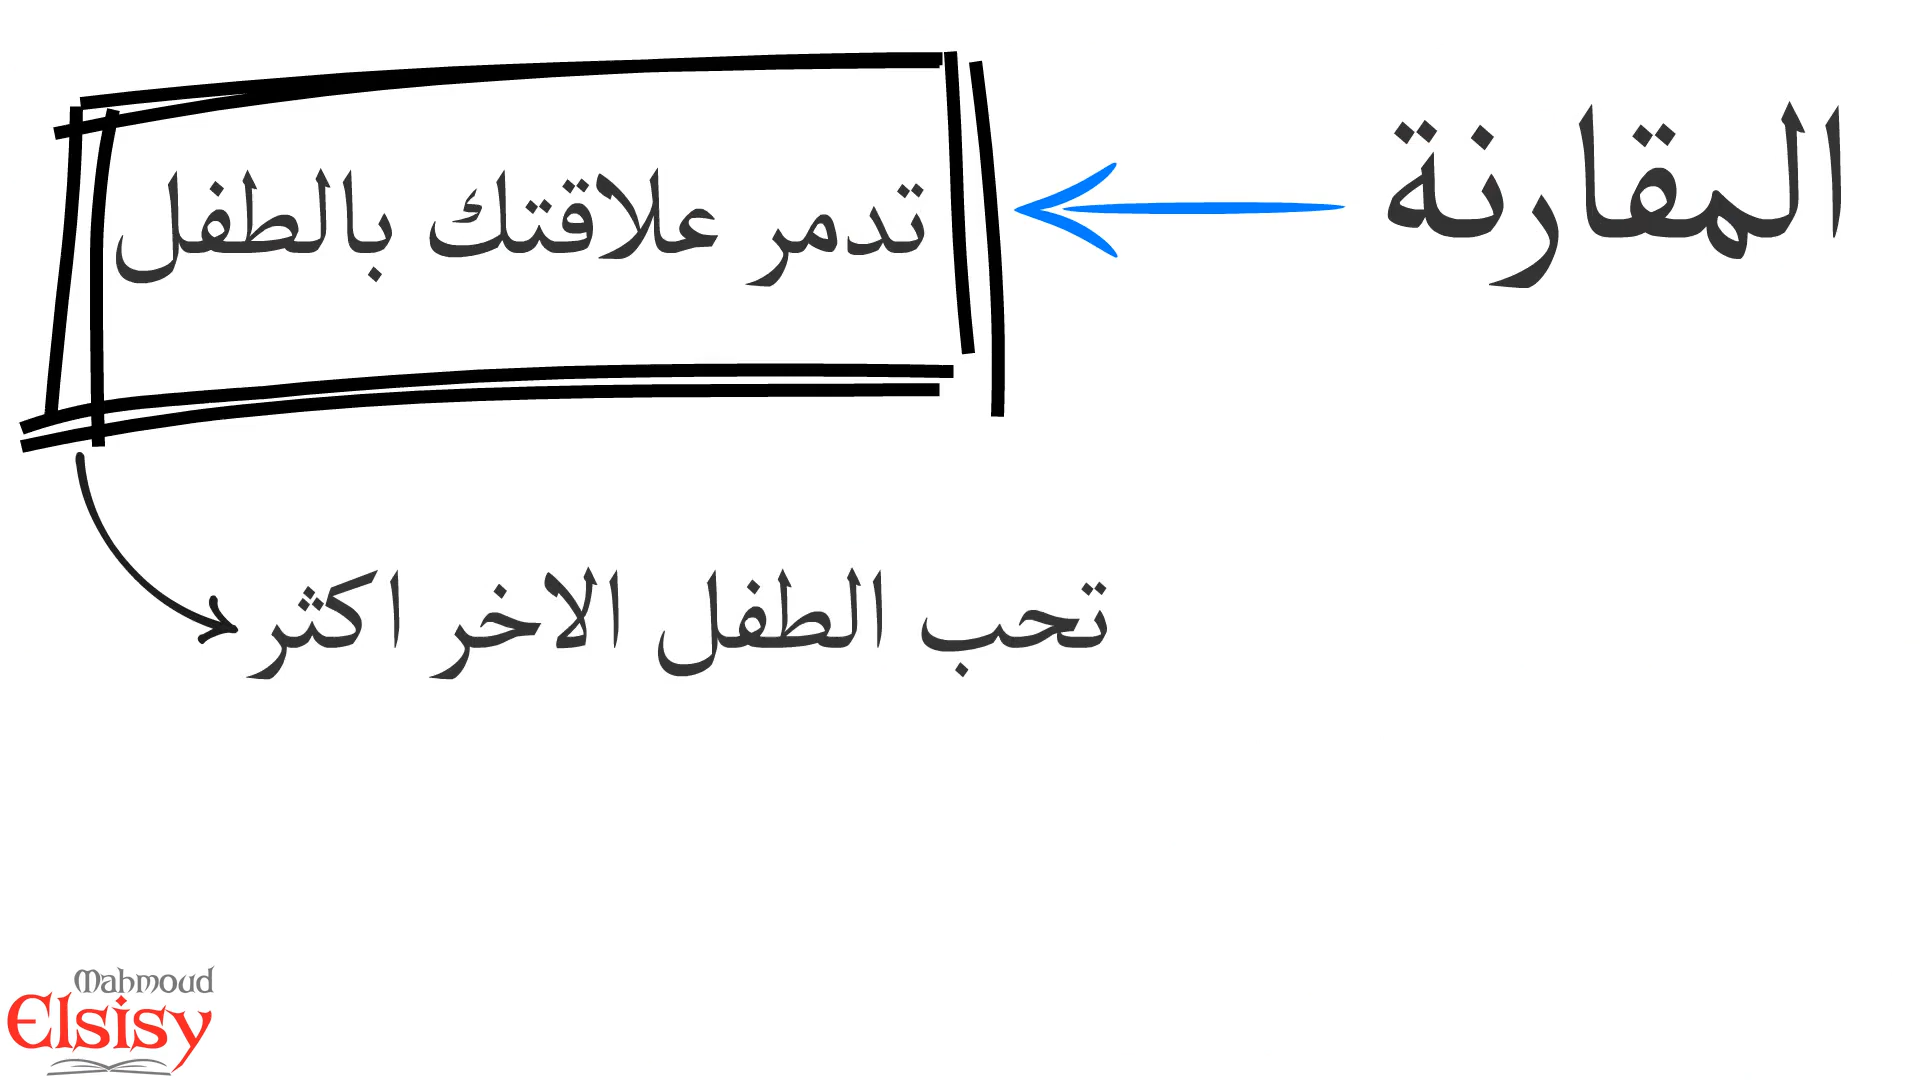 المقارنة
تدمر علاقتك بالطفل
تحب الطفل الاخر اكثر
Mahmoud
Elsisy